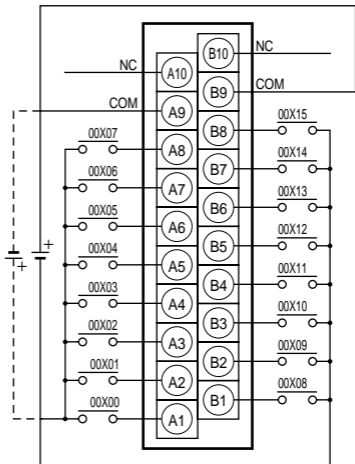 B10 NC
NC A10
B9 COM
COM A9
B8 00X15
00X07 A8
B7 00X14
00X06 A7
B6 00X13
00X05 A6
B5 00X12
00X04 A5
B4 00X11
00X03 A4
B3 00X10
00X02 A3
B2 00X09
00X01 A2
B1 00X08
00X00 A1
+
+